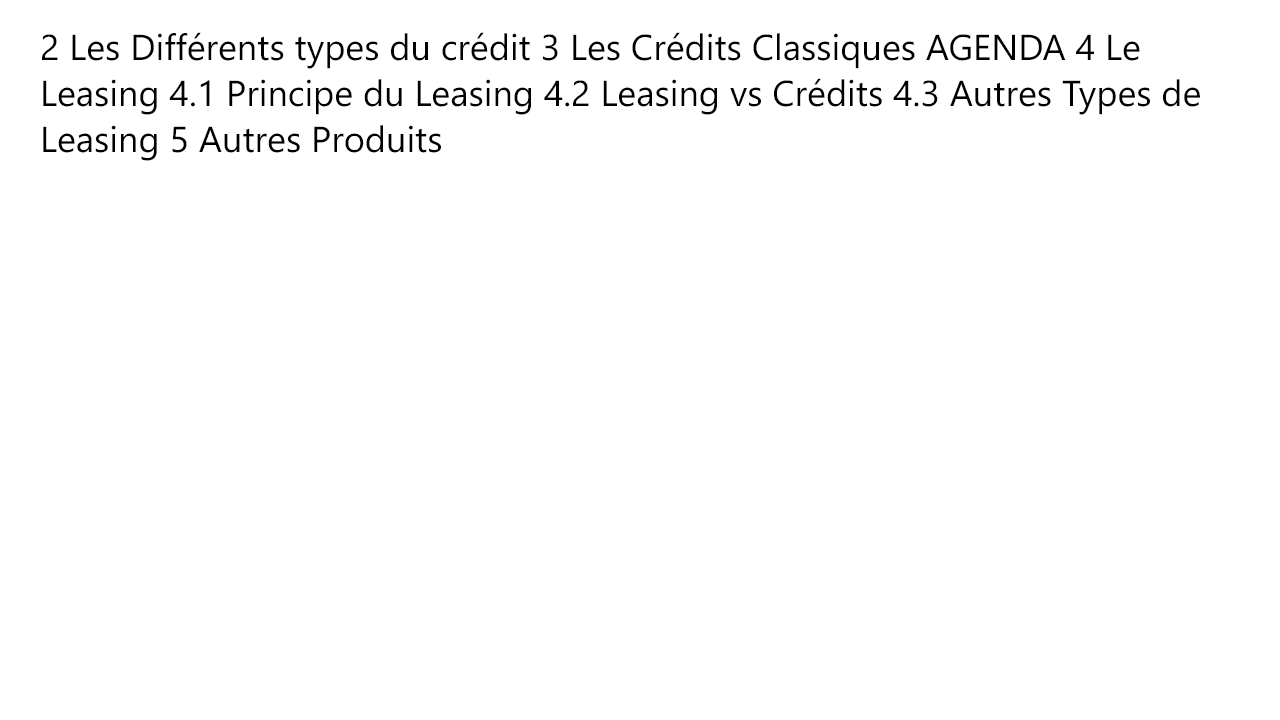 2 Les Différents types du crédit 3 Les Crédits Classiques AGENDA 4 Le
Leasing 4.1 Principe du Leasing 4.2 Leasing vs Crédits 4.3 Autres Types de
Leasing 5 Autres Produits